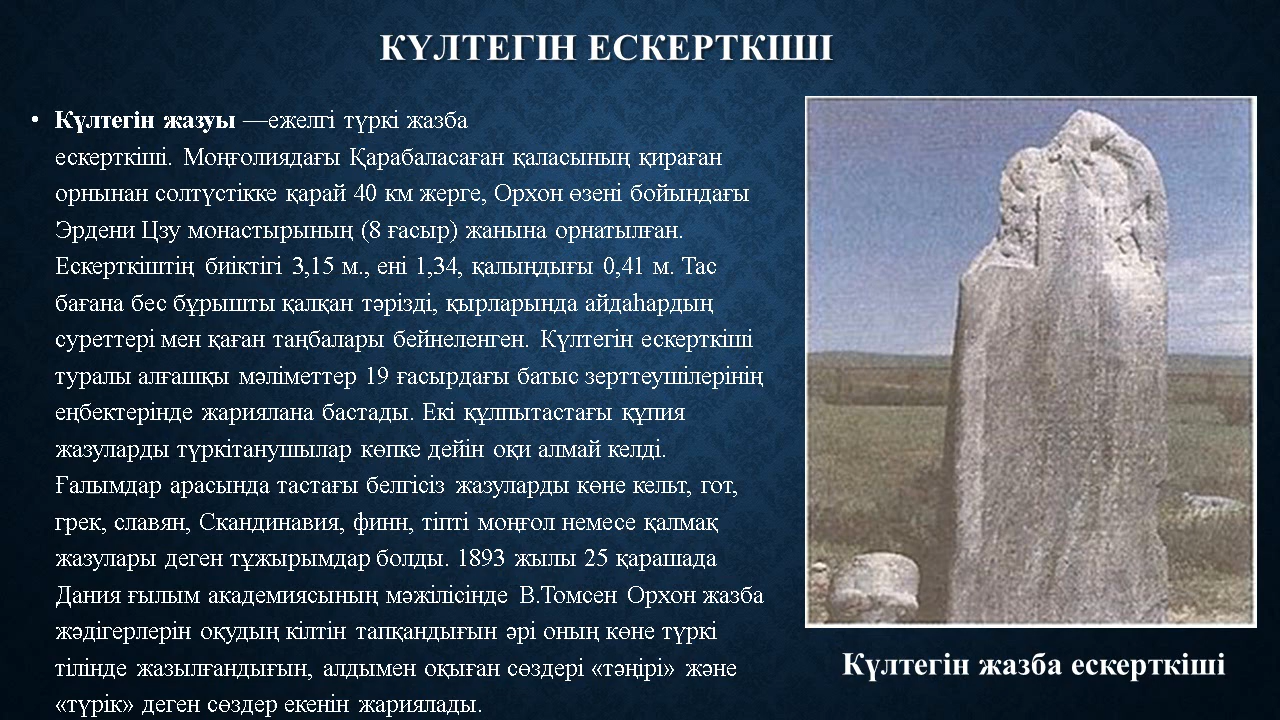 КҮЛТЕГІН ЕСКЕРТКІШІ
• Күлтегін жазуы —ежелгі түркі жазба
ескерткіші. Моңғолиядағы Қарабаласаған қаласының қираған
орнынан солтүстікке қарай 40 км жерге, Орхон өзені бойындағы
Эрдени Цзу монастырының (8 ғасыр) жанына орнатылған.
Ескерткіштің биіктігі 3,15 м., ені 1,34, қалыңдығы 0,41 м. Тас
бағана бес бұрышты қалқан тәрізді, қырларында айдаһардың
суреттері мен қаған таңбалары бейнеленген. Күлтегін ескерткіші
туралы алғашқы мәліметтер 19 ғасырдағы батыс зерттеушілерінің
еңбектерінде жариялана бастады. Екі құлпытастағы құпия
жазуларды түркітанушылар көпке дейін оқи алмай келді.
Ғалымдар арасында тастағы белгісіз жазуларды көне кельт, гот,
грек, славян, Скандинавия, финн, тіпті моңғол немесе қалмақ
жазулары деген тұжырымдар болды. 1893 жылы 25 қарашада
Дания ғылым академиясының мәжілісінде В.Томсен Орхон жазба
жәдігерлерін оқудың кілтін тапқандығын әрі оның көне түркі
тілінде жазылғандығын, алдымен оқыған сөздері «тәңірі» және
«түрік» деген сөздер екенін жариялады.
Күлтегін жазба ескерткіші